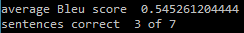 average Bleu score  0.545261204444
sentences correct  3 of 7